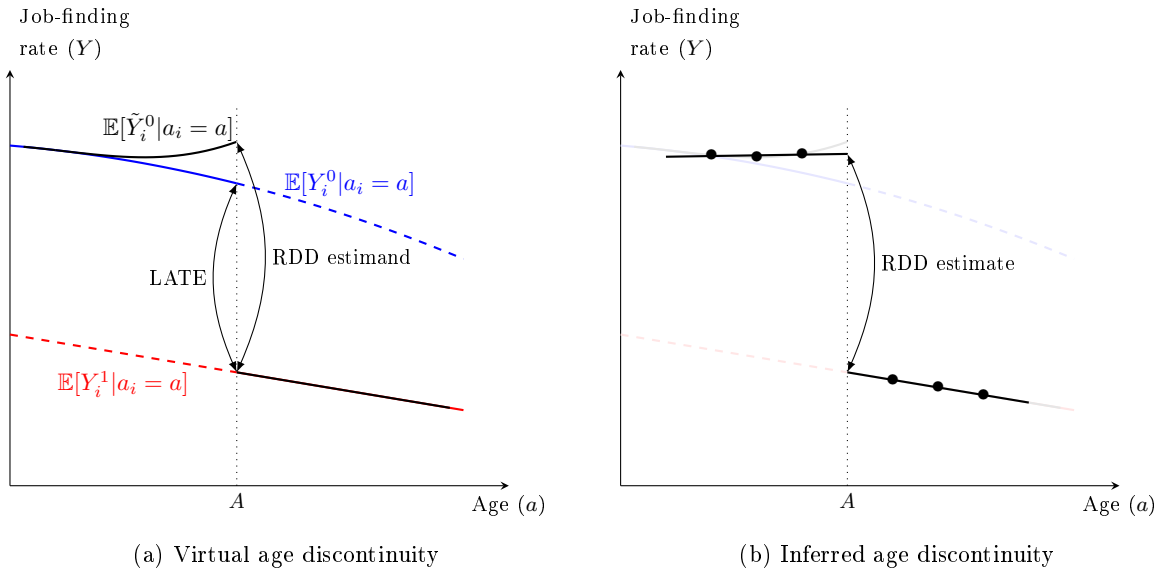 Job-finding
rate (Y)
𝔼[Ỹ_i^0|a_i = a]
𝔼[Y_i^0|a_i = a]
RDD estimand
LATE
𝔼[Y_i^1|a_i = a]
A
Age (a)
(a) Virtual age discontinuity
Job-finding
rate (Y)
RDD estimate
A
Age (a)
(b) Inferred age discontinuity